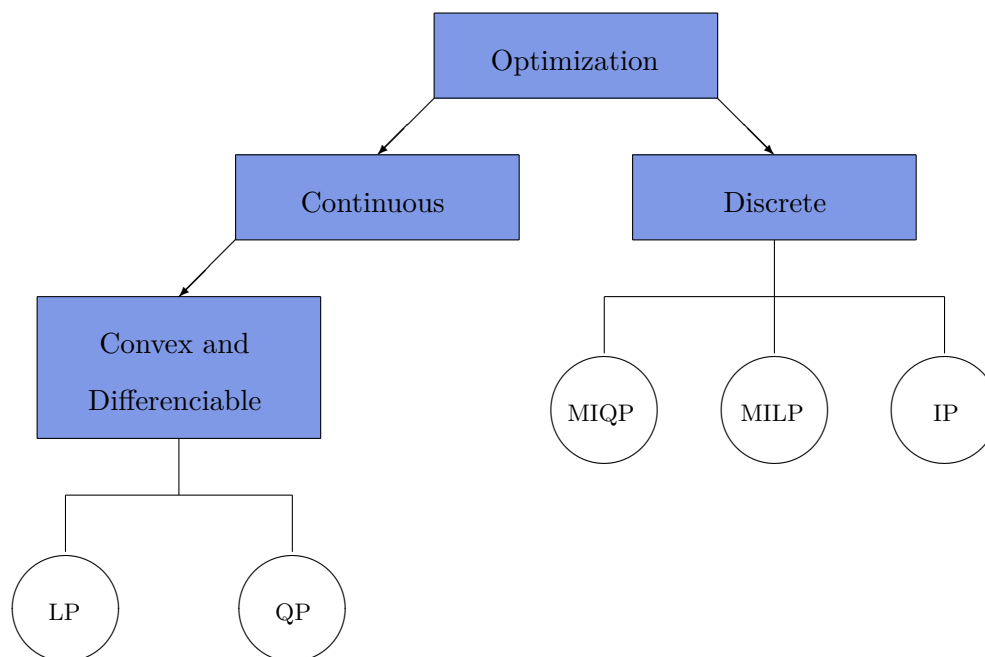 Optimization
Continuous
Discrete
Convex and
Differenciable
MIQP
MILP
IP
LP
QP